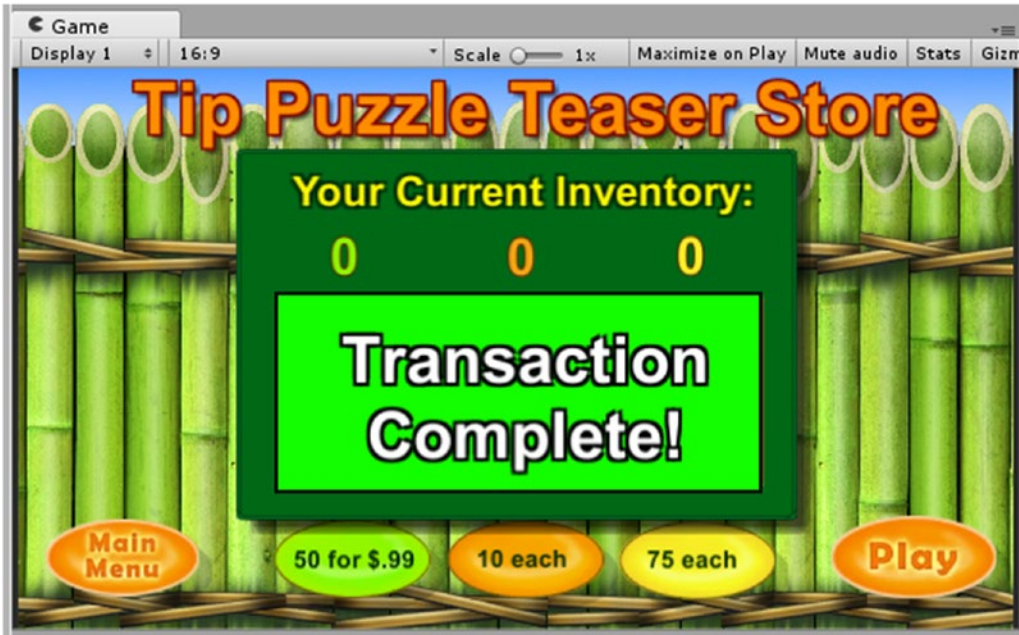 Game
Display 1 16:9 Scale 1x Maximize on Play Mute audio Stats
Tip Puzzle Teaser Store
Your Current Inventory:
0 0 0
Transaction
Complete!
Main
Menu
50 for $.99
10 each
75 each
Play